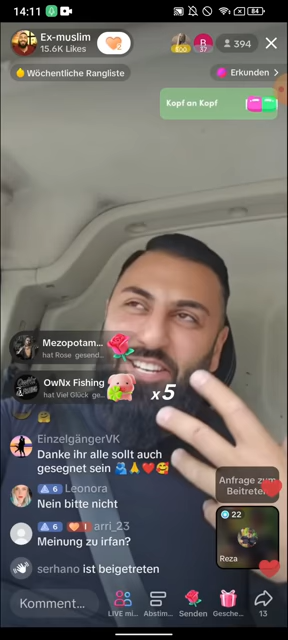 14:11
84
Ex-muslim
15.6K Likes
800
R
37
394
Wöchentliche Rangliste
Erkunden
Kopf an Kopf
Mezopotam...
hat Rose gesend...
OwNx Fishing
hat Viel Glück ge...
x5
EinzelgängerVK
Danke ihr alle sollt auch
gesegnet sein
6 Leonora
Nein bitte nicht
6 1 arri_23
Meinung zu irfan?
serhano ist beigetreten
Anfrage zum
Beitreten
22
Reza
Komment...
LIVE mi...
Abstim...
Senden
Gesche...
13